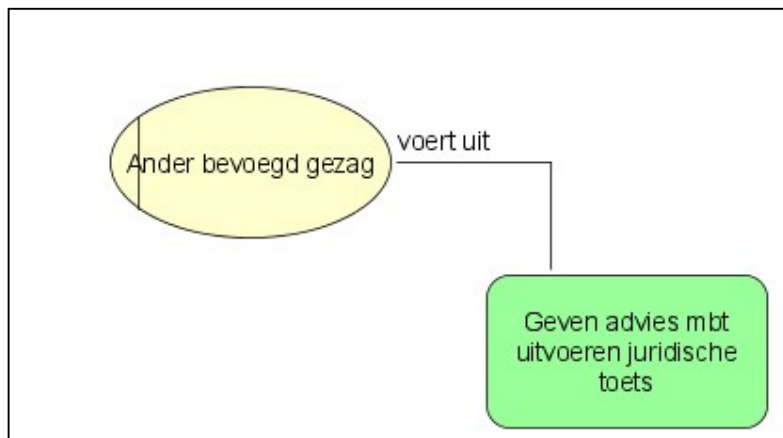 Ander bevoegd gezag
voert uit
Geven advies mbt
uitvoeren juridische
toets